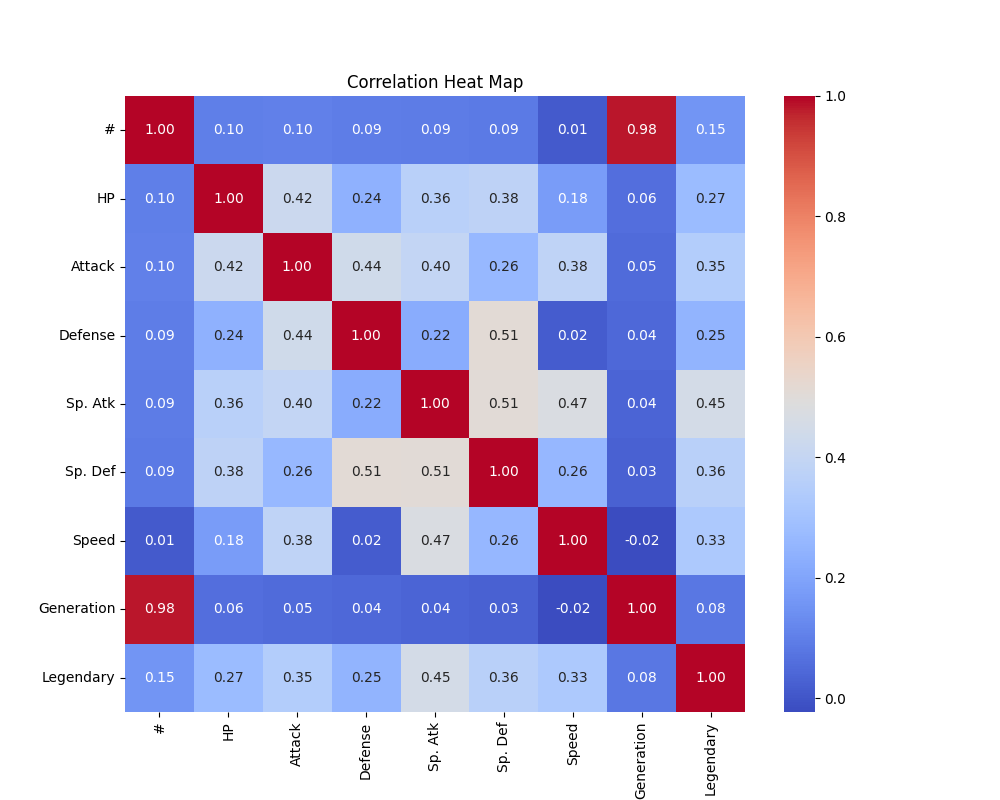 Correlation Heat Map
# 1.00 0.10 0.10 0.09 0.09 0.09 0.01 0.98 0.15
HP 0.10 1.00 0.42 0.24 0.36 0.38 0.18 0.06 0.27
Attack 0.10 0.42 1.00 0.44 0.40 0.26 0.38 0.05 0.35
Defense 0.09 0.24 0.44 1.00 0.22 0.51 0.02 0.04 0.25
Sp. Atk 0.09 0.36 0.40 0.22 1.00 0.51 0.47 0.04 0.45
Sp. Def 0.09 0.38 0.26 0.51 0.51 1.00 0.26 0.03 0.36
Speed 0.01 0.18 0.38 0.02 0.47 0.26 1.00 -0.02 0.33
Generation 0.98 0.06 0.05 0.04 0.04 0.03 -0.02 1.00 0.08
Legendary 0.15 0.27 0.35 0.25 0.45 0.36 0.33 0.08 1.00
# HP Attack Defense Sp. Atk Sp. Def Speed Generation Legendary
1.0
0.8
0.6
0.4
0.2
0.0